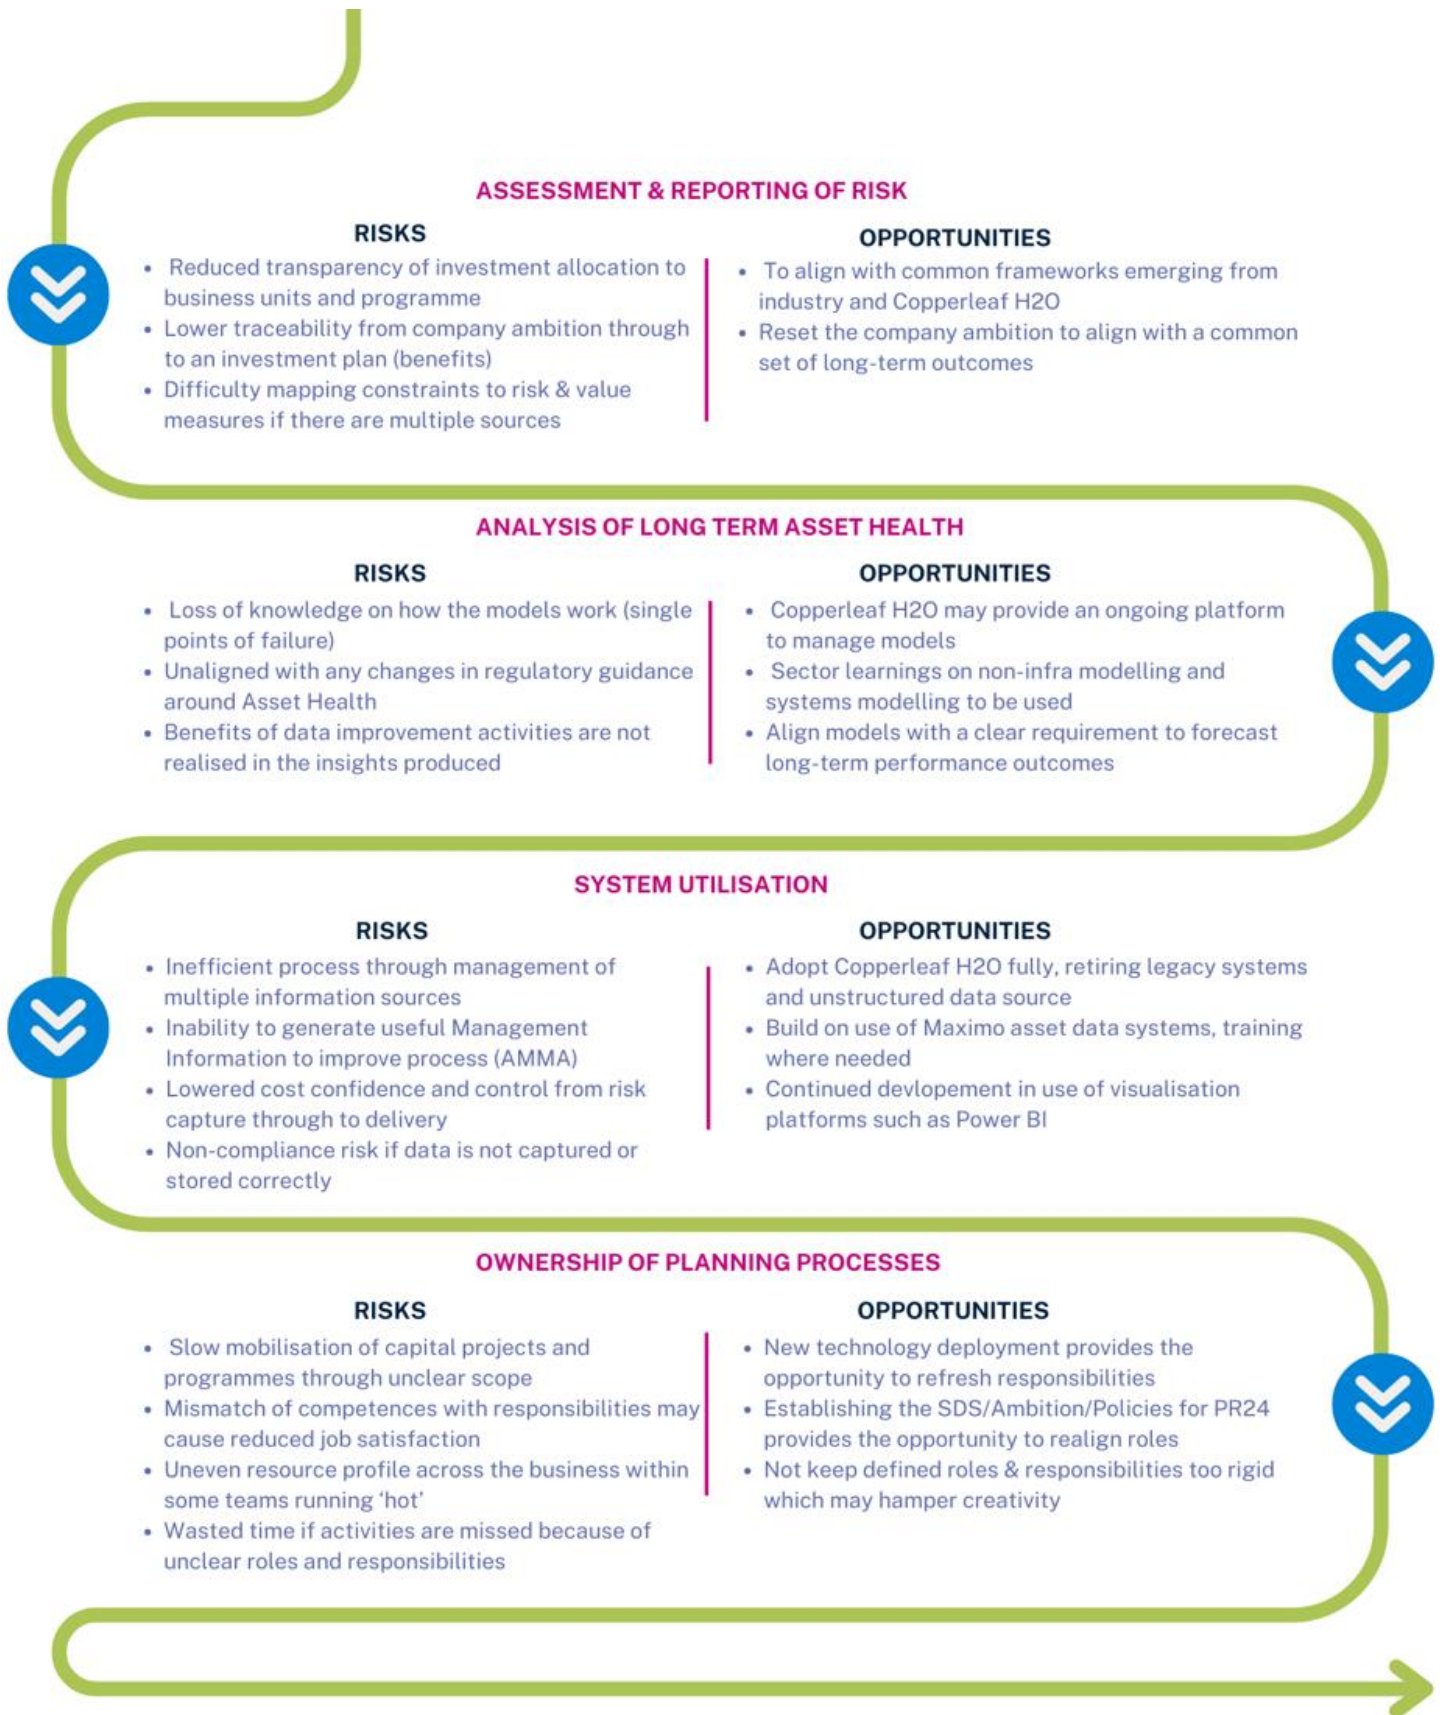 ASSESSMENT & REPORTING OF RISK
RISKS
• Reduced transparency of investment allocation to
business units and programme
• Lower traceability from company ambition through
to an investment plan (benefits)
• Difficulty mapping constraints to risk & value
measures if there are multiple sources
OPPORTUNITIES
• To align with common frameworks emerging from
industry and Copperleaf H2O
• Reset the company ambition to align with a common
set of long-term outcomes
ANALYSIS OF LONG TERM ASSET HEALTH
RISKS
• Loss of knowledge on how the models work (single
points of failure)
• Unaligned with any changes in regulatory guidance
around Asset Health
• Benefits of data improvement activities are not
realised in the insights produced
OPPORTUNITIES
• Copperleaf H2O may provide an ongoing platform
to manage models
• Sector learnings on non-infra modelling and
systems modelling to be used
• Align models with a clear requirement to forecast
long-term performance outcomes
SYSTEM UTILISATION
RISKS
• Inefficient process through management of
multiple information sources
• Inability to generate useful Management
Information to improve process (AMMA)
• Lowered cost confidence and control from risk
capture through to delivery
• Non-compliance risk if data is not captured or
stored correctly
OPPORTUNITIES
• Adopt Copperleaf H2O fully, retiring legacy systems
and unstructured data source
• Build on use of Maximo asset data systems, training
where needed
• Continued devlopement in use of visualisation
platforms such as Power BI
OWNERSHIP OF PLANNING PROCESSES
RISKS
• Slow mobilisation of capital projects and
programmes through unclear scope
• Mismatch of competences with responsibilities may
cause reduced job satisfaction
• Uneven resource profile across the business within
some teams running ‘hot’
• Wasted time if activities are missed because of
unclear roles and responsibilities
OPPORTUNITIES
• New technology deployment provides the
opportunity to refresh responsibilities
• Establishing the SDS/Ambition/Policies for PR24
provides the opportunity to realign roles
• Not keep defined roles & responsibilities too rigid
which may hamper creativity